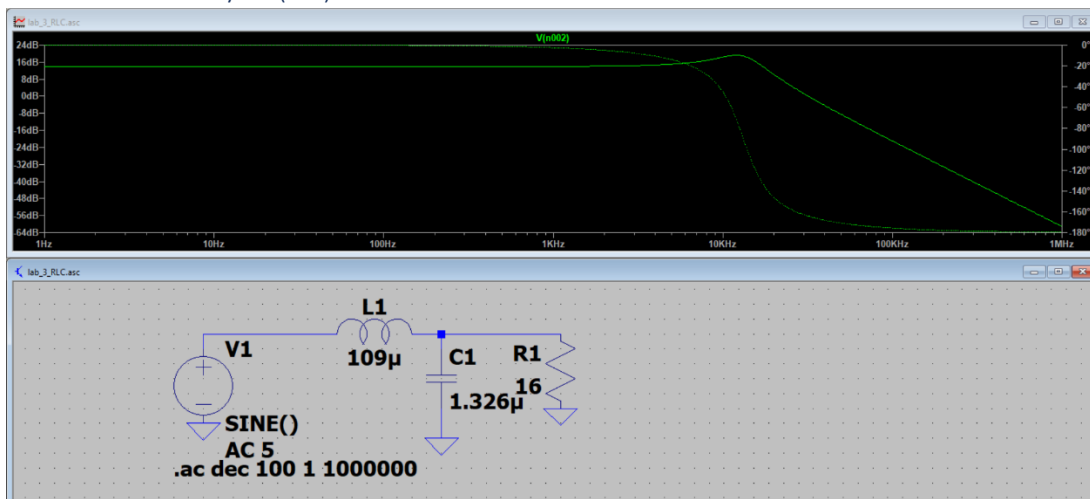 lab_3_RLC.asc
V(n002)
24dB
16dB
8dB
0dB
-8dB
-16dB
-24dB
-32dB
-40dB
-48dB
-56dB
-64dB
0°
-20°
-40°
-60°
-80°
-100°
-120°
-140°
-160°
-180°
1Hz
10Hz
100Hz
1KHz
10KHz
100KHz
1MHz
lab_3_RLC.asc
L1
109µ
V1
C1
1.326µ
R1
16
SINE()
AC 5
.ac dec 100 1 1000000